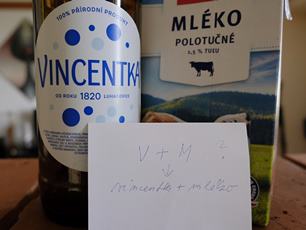 100% PŘÍRODNÍ PRODUKT
VINCENTKA
OD ROKU 1820 LUHAČOVICE
MLÉKO
POLOTUČNÉ
1,5 % TUKU
V + M ?
↓
vincentka + mléko